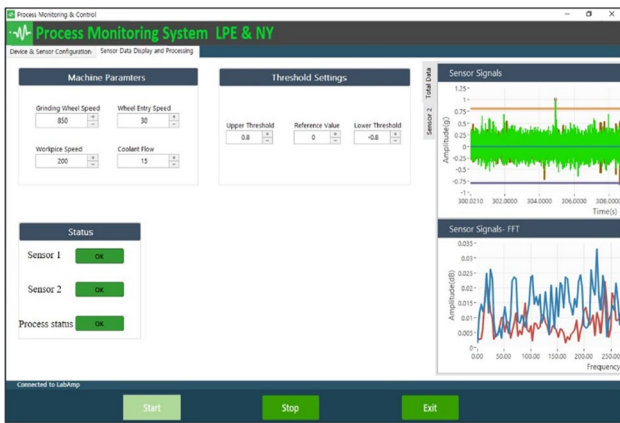 Process Monitoring & Control
Process Monitoring System LPE & NY
Device & Sensor Configuration
Sensor Data Display and Processing
Machine Paramters
Grinding Wheel Speed
850
Wheel Entry Speed
30
Workpice Speed
200
Coolant Flow
15
Threshold Settings
Upper Threshold
0.8
Reference Value
0
Lower Threshold
-0.8
Status
Sensor 1
OK
Sensor 2
OK
Process status
OK
Total Data
Sensor 2
Sensor Signals
Amplitude(g)
1.25
1
0.75
0.5
0.25
0
-0.25
-0.5
-0.75
-1
300.0210 302.0000 304.0000 306.0000 308.000
Time(s)
Sensor Signals- FFT
Amplitude(dB)
0.035
0.03
0.025
0.02
0.015
0.01
0.005
0
0.00 50.00 100.00 150.00 200.00 250.00
Frequency
Connected to LabAmp
Start
Stop
Exit